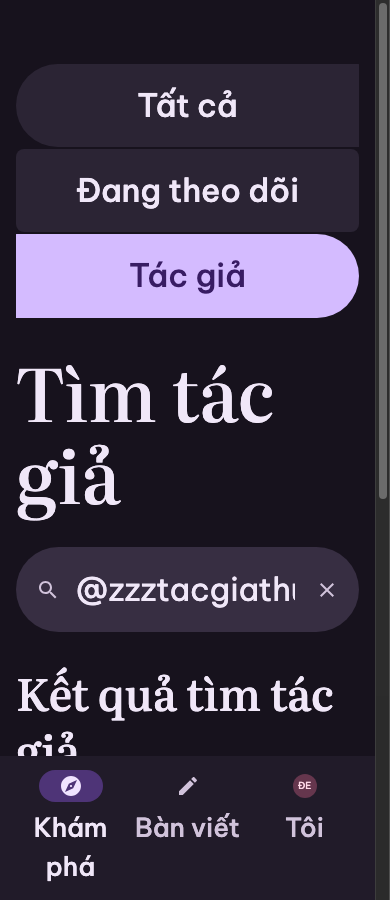 Tất cả
Đang theo dõi
Tác giả
Tìm tác
giả
@zzztacgiath
Kết quả tìm tác
giả
Khám
phá
Bàn viết
ĐE
Tôi